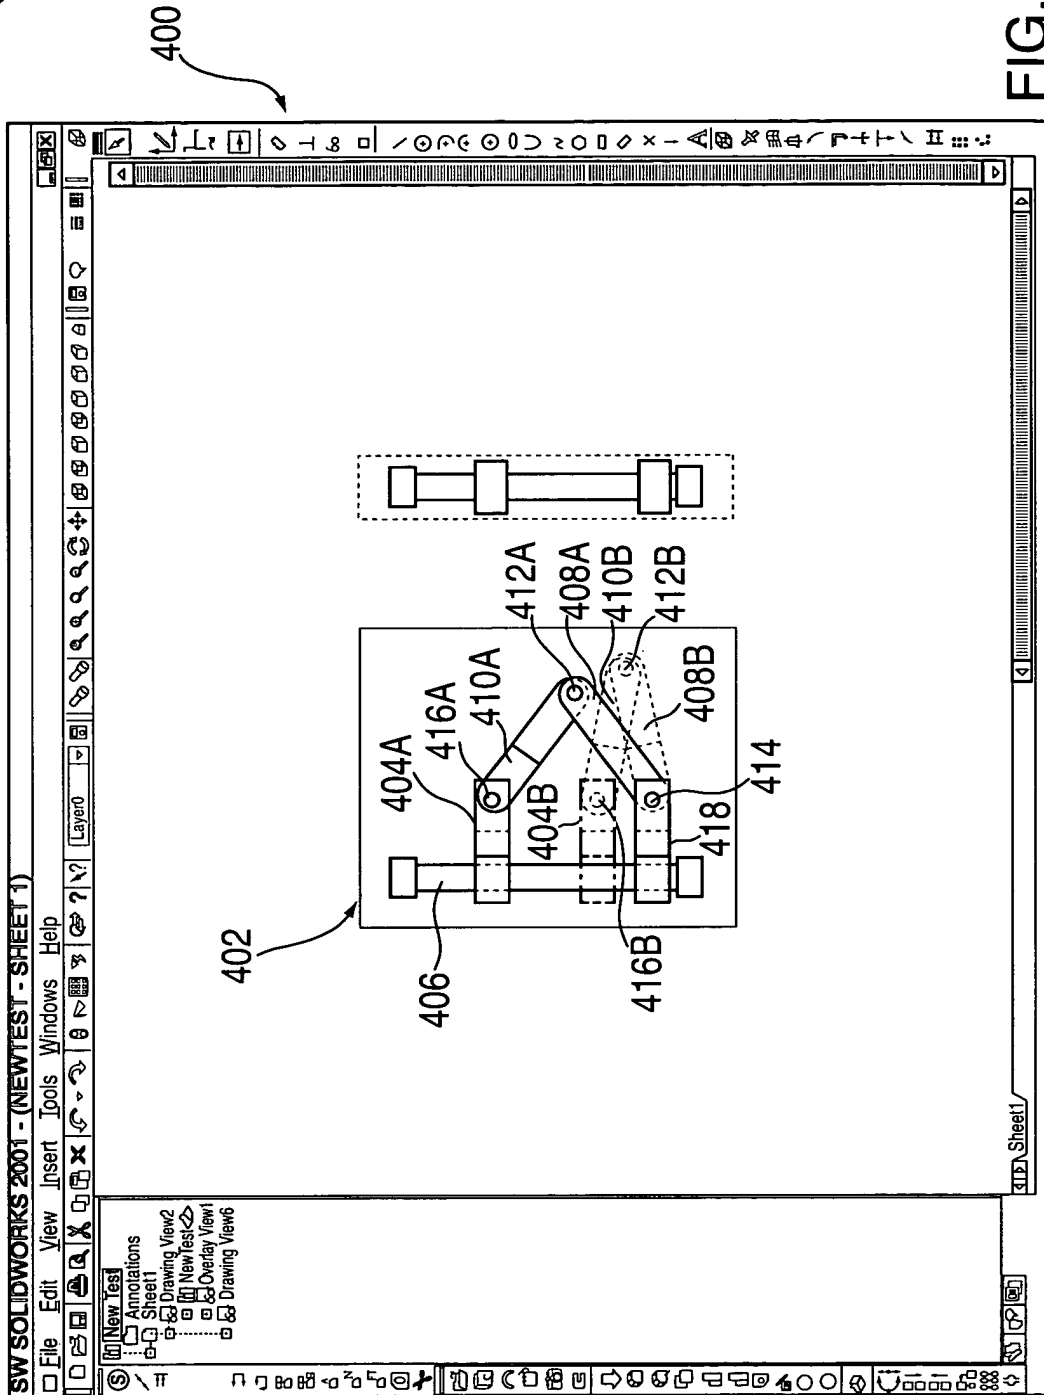 SW SOLIDWORKS 2001 - (NEWTEST - SHEET 1)
File Edit View Insert Tools Windows Help
Layer0
New Test
Annotations
Sheet1
Drawing View2
NewTest
Overlay View1
Drawing View6
400
402
404A
416A
410A
412A
408A
410B
412B
406
404B
408B
416B
418
414
Sheet1
FIG.